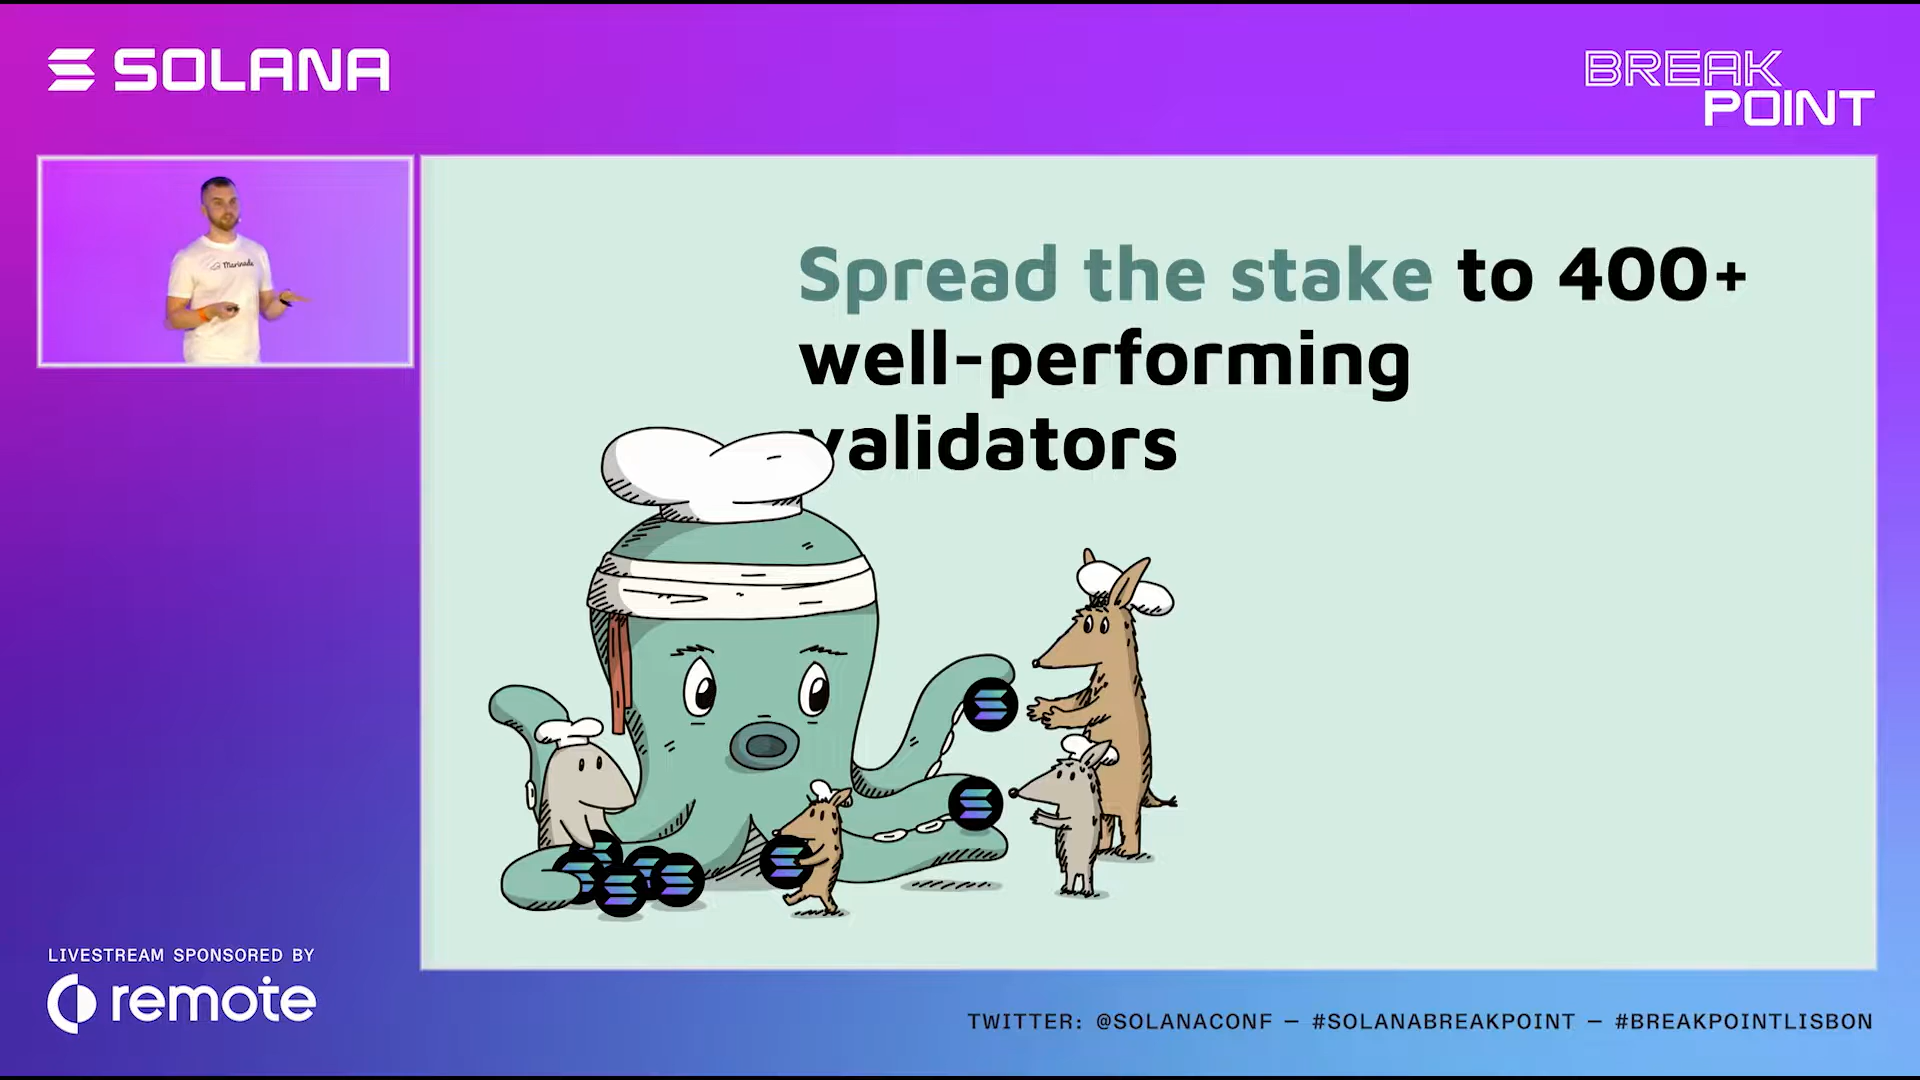 SOLANA
BREAK
POINT
Marinade
Spread the stake to 400+
well-performing
validators
LIVESTREAM SPONSORED BY
remote
TWITTER: @SOLANACONF — #SOLANABREAKPOINT — #BREAKPOINTLISBON